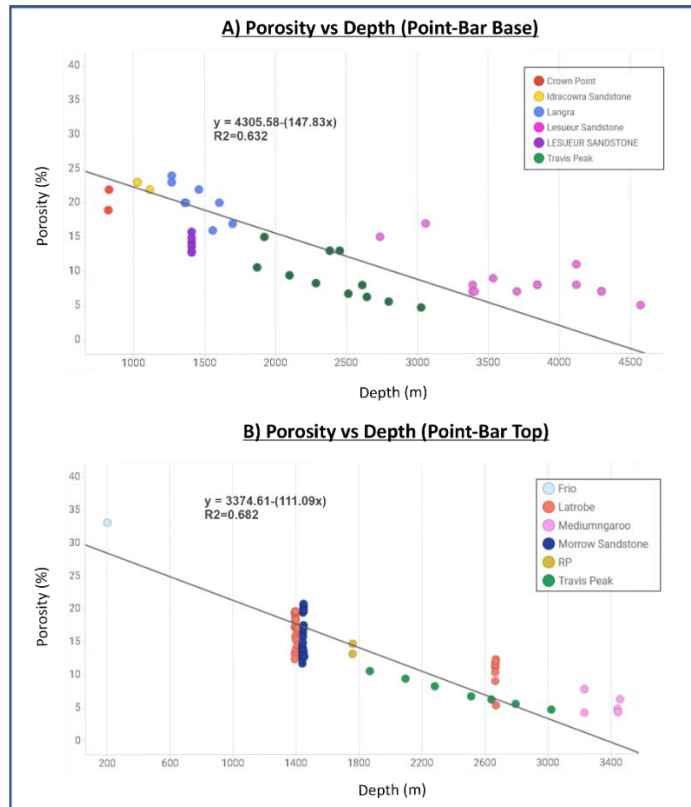 A) Porosity vs Depth (Point-Bar Base)
40
35
30
25
20
15
10
5
0
Porosity (%)
y = 4305.58-(147.83x)
R2=0.632
Crown Point
Idracowra Sandstone
Langra
Lesueur Sandstone
LESUEUR SANDSTONE
Travis Peak
1000 1500 2000 2500 3000 3500 4000 4500
Depth (m)
B) Porosity vs Depth (Point-Bar Top)
40
35
30
25
20
15
10
5
0
Porosity (%)
y = 3374.61-(111.09x)
R2=0.682
Frio
Latrobe
Mediumngaroo
Morrow Sandstone
RP
Travis Peak
200 600 1000 1400 1800 2200 2600 3000 3400
Depth (m)